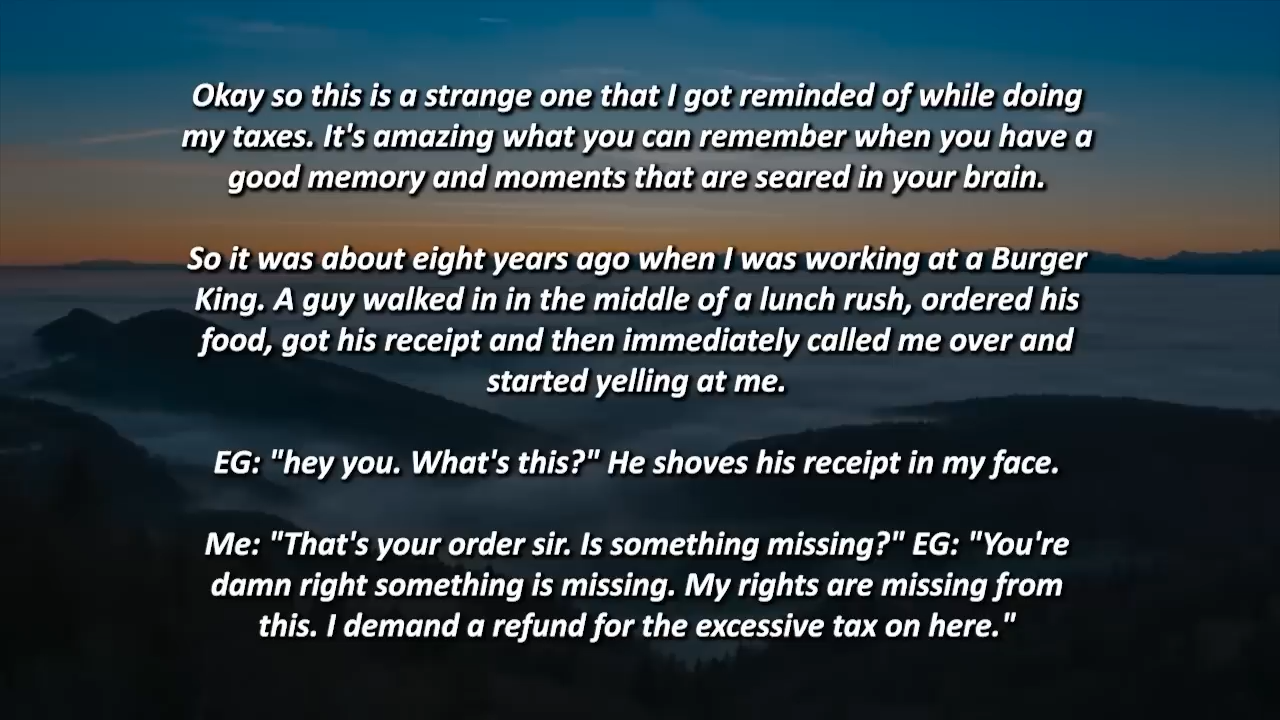 Okay so this is a strange one that I got reminded of while doing
my taxes. It's amazing what you can remember when you have a
good memory and moments that are seared in your brain.
So it was about eight years ago when I was working at a Burger
King. A guy walked in in the middle of a lunch rush, ordered his
food, got his receipt and then immediately called me over and
started yelling at me.
EG: "hey you. What's this?" He shoves his receipt in my face.
Me: "That's your order sir. Is something missing?" EG: "You're
damn right something is missing. My rights are missing from
this. I demand a refund for the excessive tax on here."